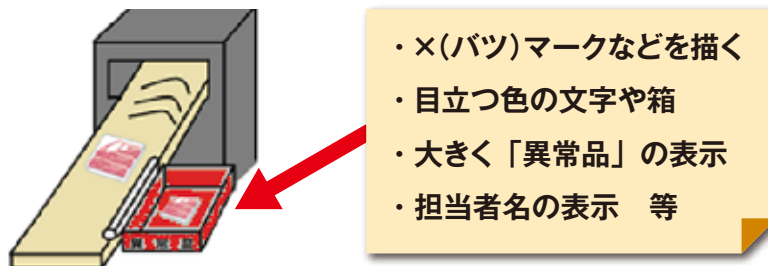 ・×(バツ)マークなどを描く
・目立つ色の文字や箱
・大きく「異常品」の表示
・担当者名の表　示　等
異常品